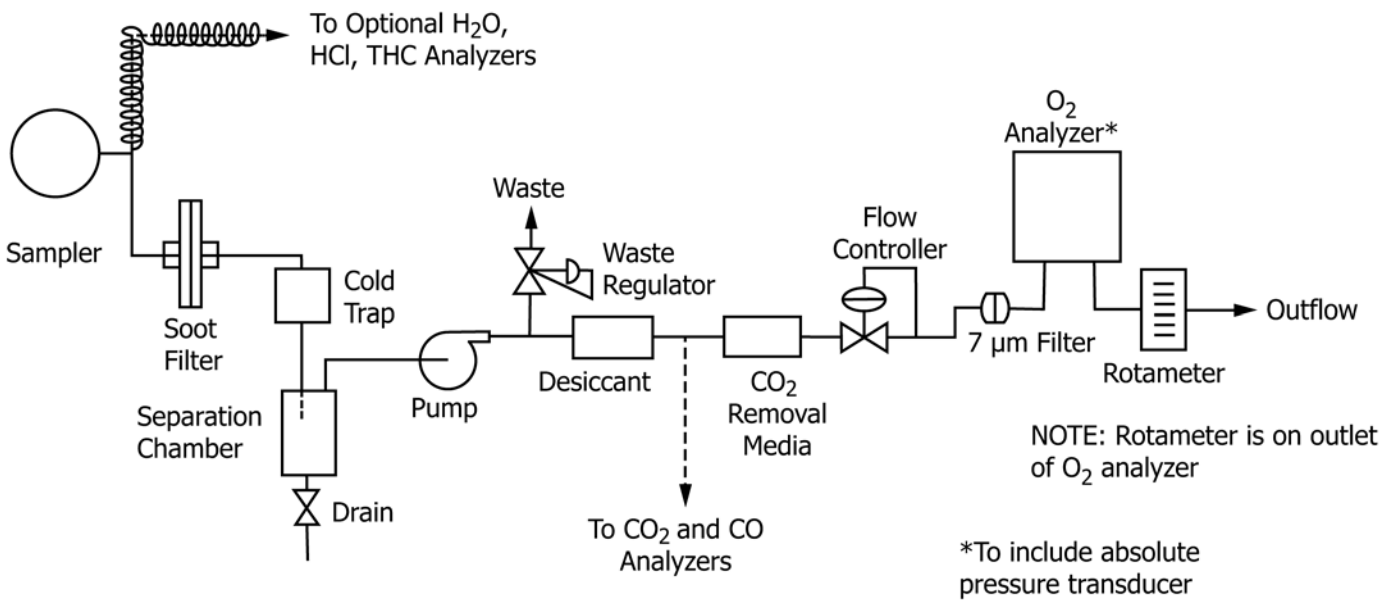 To Optional H₂O,
HCl, THC Analyzers
O₂
Analyzer*
Waste
Flow
Controller
Sampler
Waste
Regulator
Cold
Trap
Soot
Filter
Outflow
7 µm Filter
Rotameter
Desiccant
CO₂
Removal
Media
Pump
Separation
Chamber
NOTE: Rotameter is on outlet
of O₂ analyzer
Drain
To CO₂ and CO
Analyzers
*To include absolute
pressure transducer